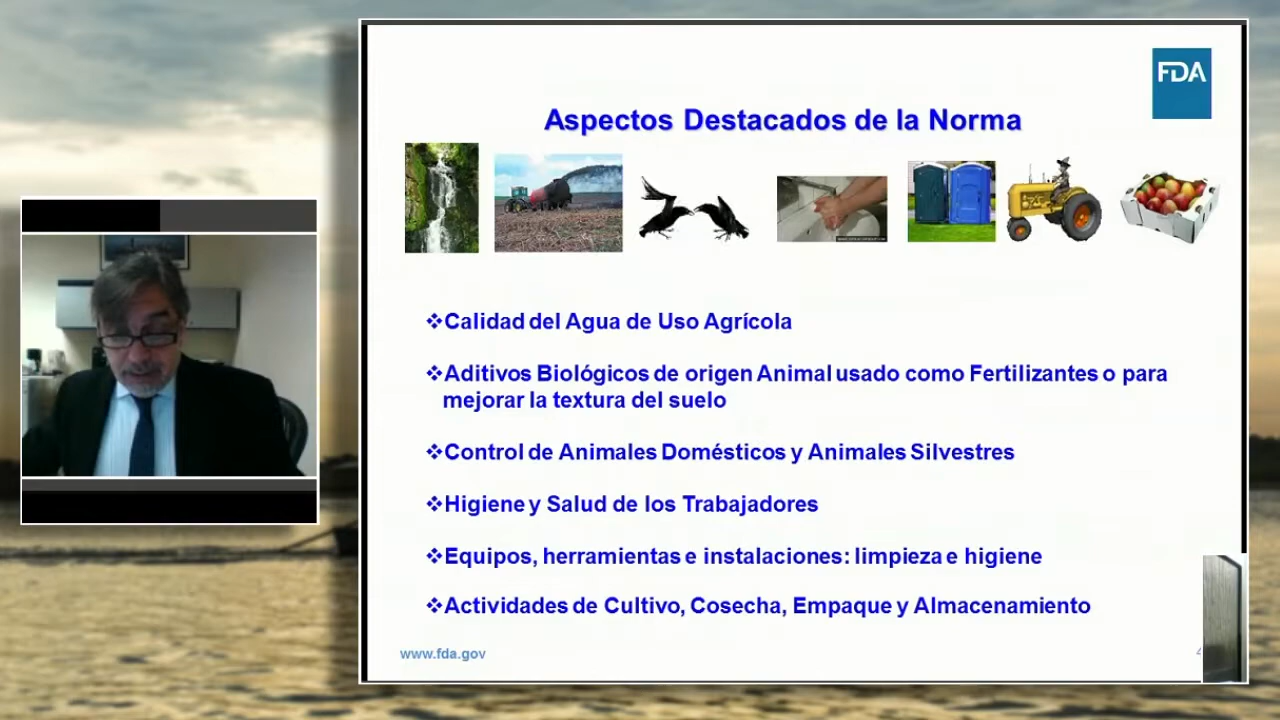 FDA
Aspectos Destacados de la Norma
❖Calidad del Agua de Uso Agrícola
❖Aditivos Biológicos de origen Animal usado como Fertilizantes o para
mejorar la textura del suelo
❖Control de Animales Domésticos y Animales Silvestres
❖Higiene y Salud de los Trabajadores
❖Equipos, herramientas e instalaciones: limpieza e higiene
❖Actividades de Cultivo, Cosecha, Empaque y Almacenamiento
www.fda.gov